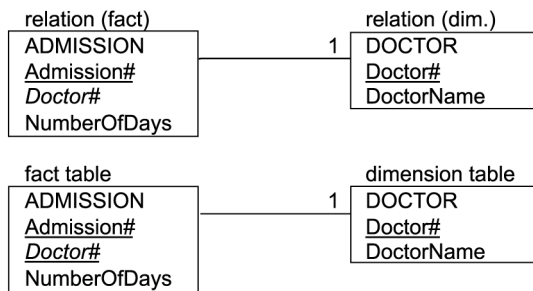 relation (fact)
ADMISSION
Admission#
Doctor#
NumberOfDays
1
relation (dim.)
DOCTOR
Doctor#
DoctorName
fact table
ADMISSION
Admission#
Doctor#
NumberOfDays
1
dimension table
DOCTOR
Doctor#
DoctorName